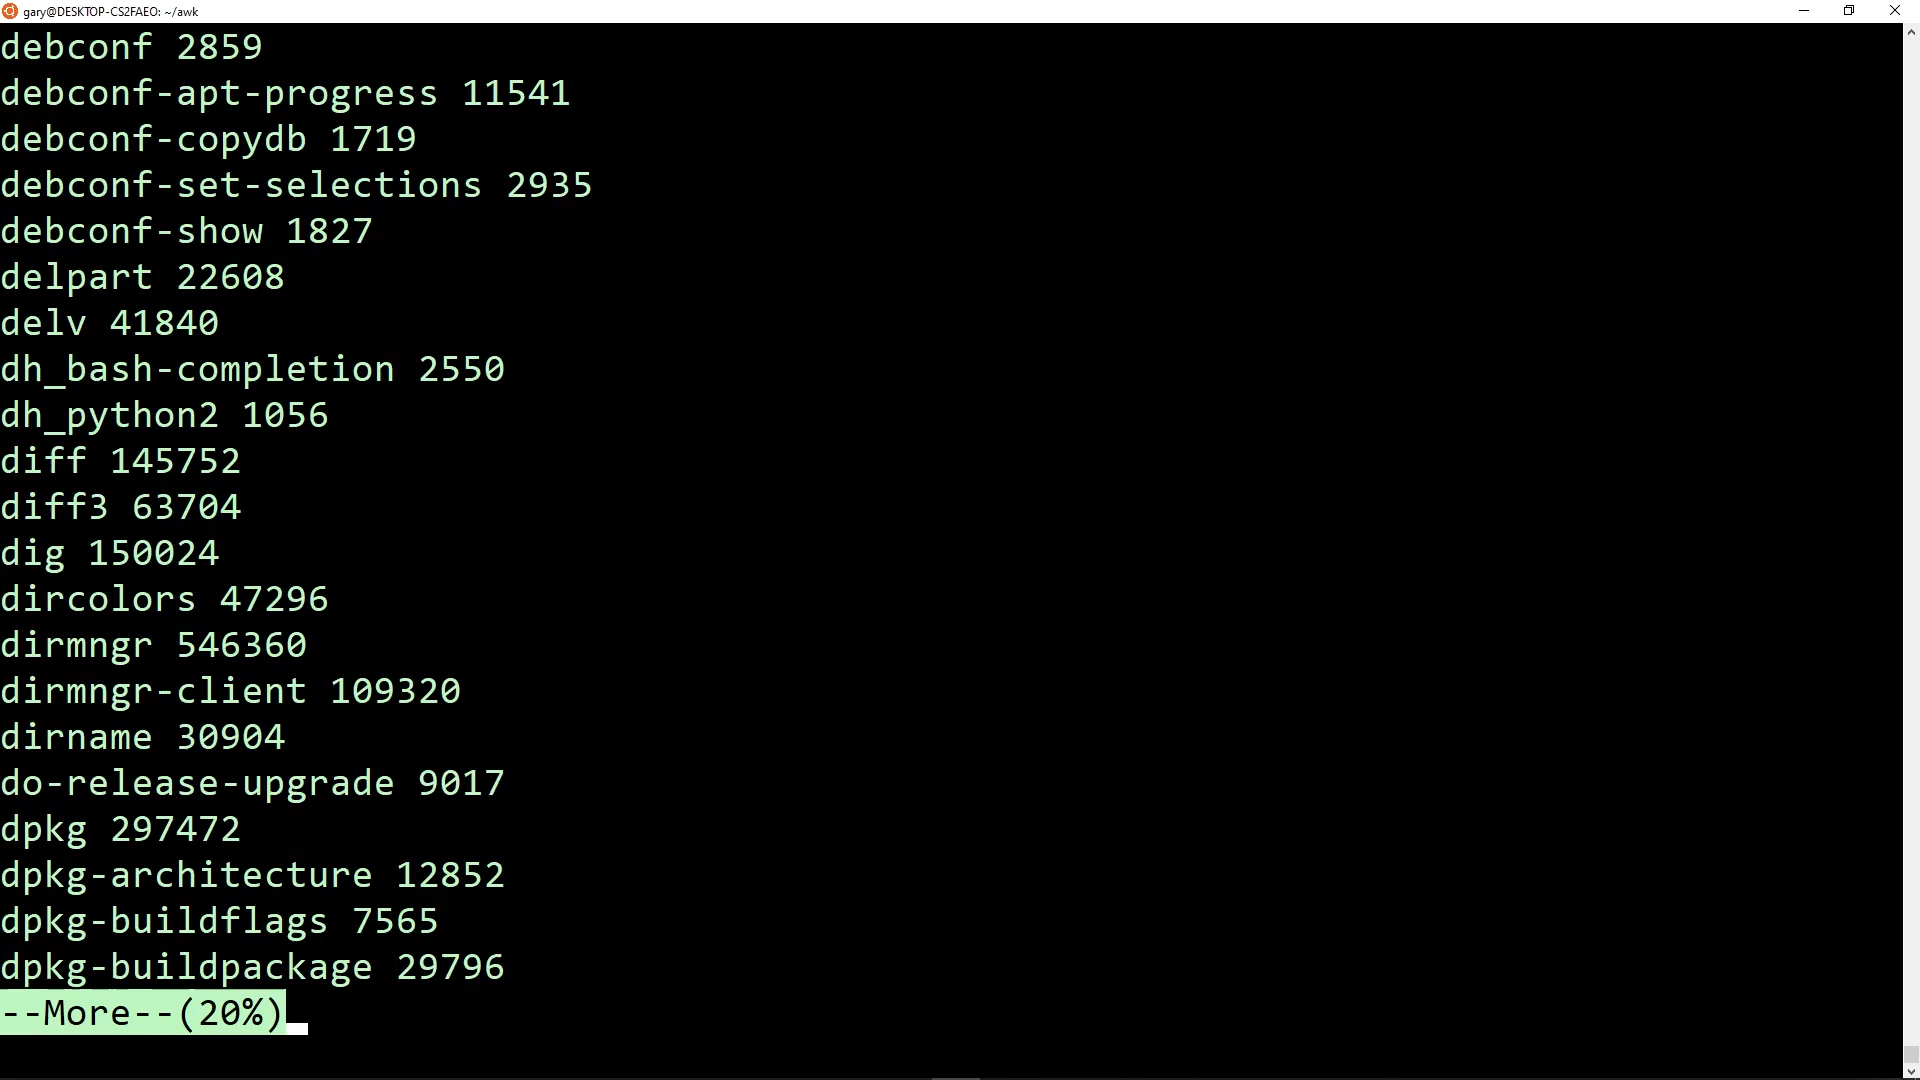 gary@DESKTOP-CS2FAEO: ~/awk
debconf 2859
debconf-apt-progress 11541
debconf-copydb 1719
debconf-set-selections 2935
debconf-show 1827
delpart 22608
delv 41840
dh_bash-completion 2550
dh_python2 1056
diff 145752
diff3 63704
dig 150024
dircolors 47296
dirmngr 546360
dirmngr-client 109320
dirname 30904
do-release-upgrade 9017
dpkg 297472
dpkg-architecture 12852
dpkg-buildflags 7565
dpkg-buildpackage 29796
--More--(20%)